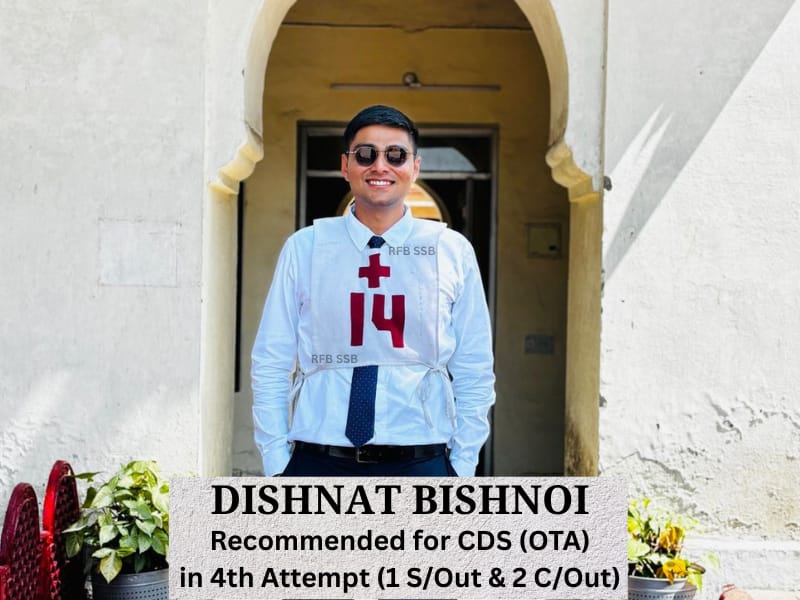 RFB SSB
+
14
RFB SSB
DISHNAT BISHNOI
Recommended for CDS (OTA)
in 4th Attempt (1 S/Out & 2 C/Out)